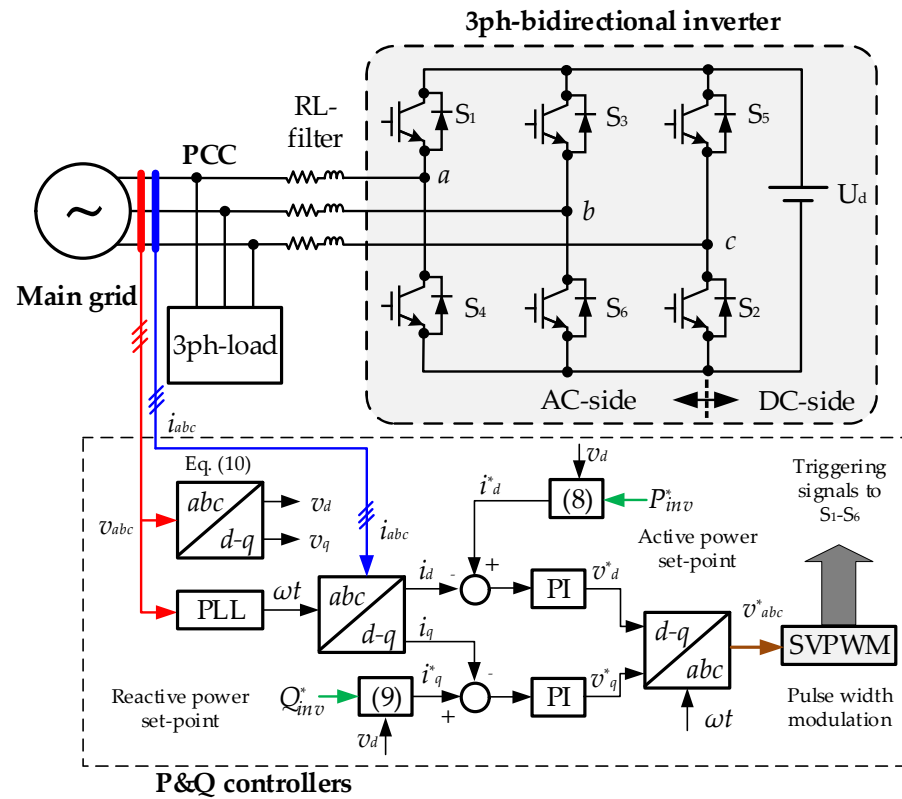 3ph-bidirectional inverter
RL-
filter
S1
S3
S5
PCC
a
Ud
~
b
c
Main grid
S4
S6
S2
3ph-load
AC-side
DC-side
iabc
Eq. (10)
vd
Triggering
signals to
S1-S6
i*d
(8)
P*inv
abc
d-q
vd
vq
vabc
iabc
Active power
set-point
id
-
+
PI
v*d
PLL
ωt
abc
d-q
d-q
abc
v*abc
SVPWM
iq
Reactive power
set-point
Q*inv
(9)
i*q
+
-
PI
v*q
Pulse width
modulation
vd
ωt
P&Q controllers